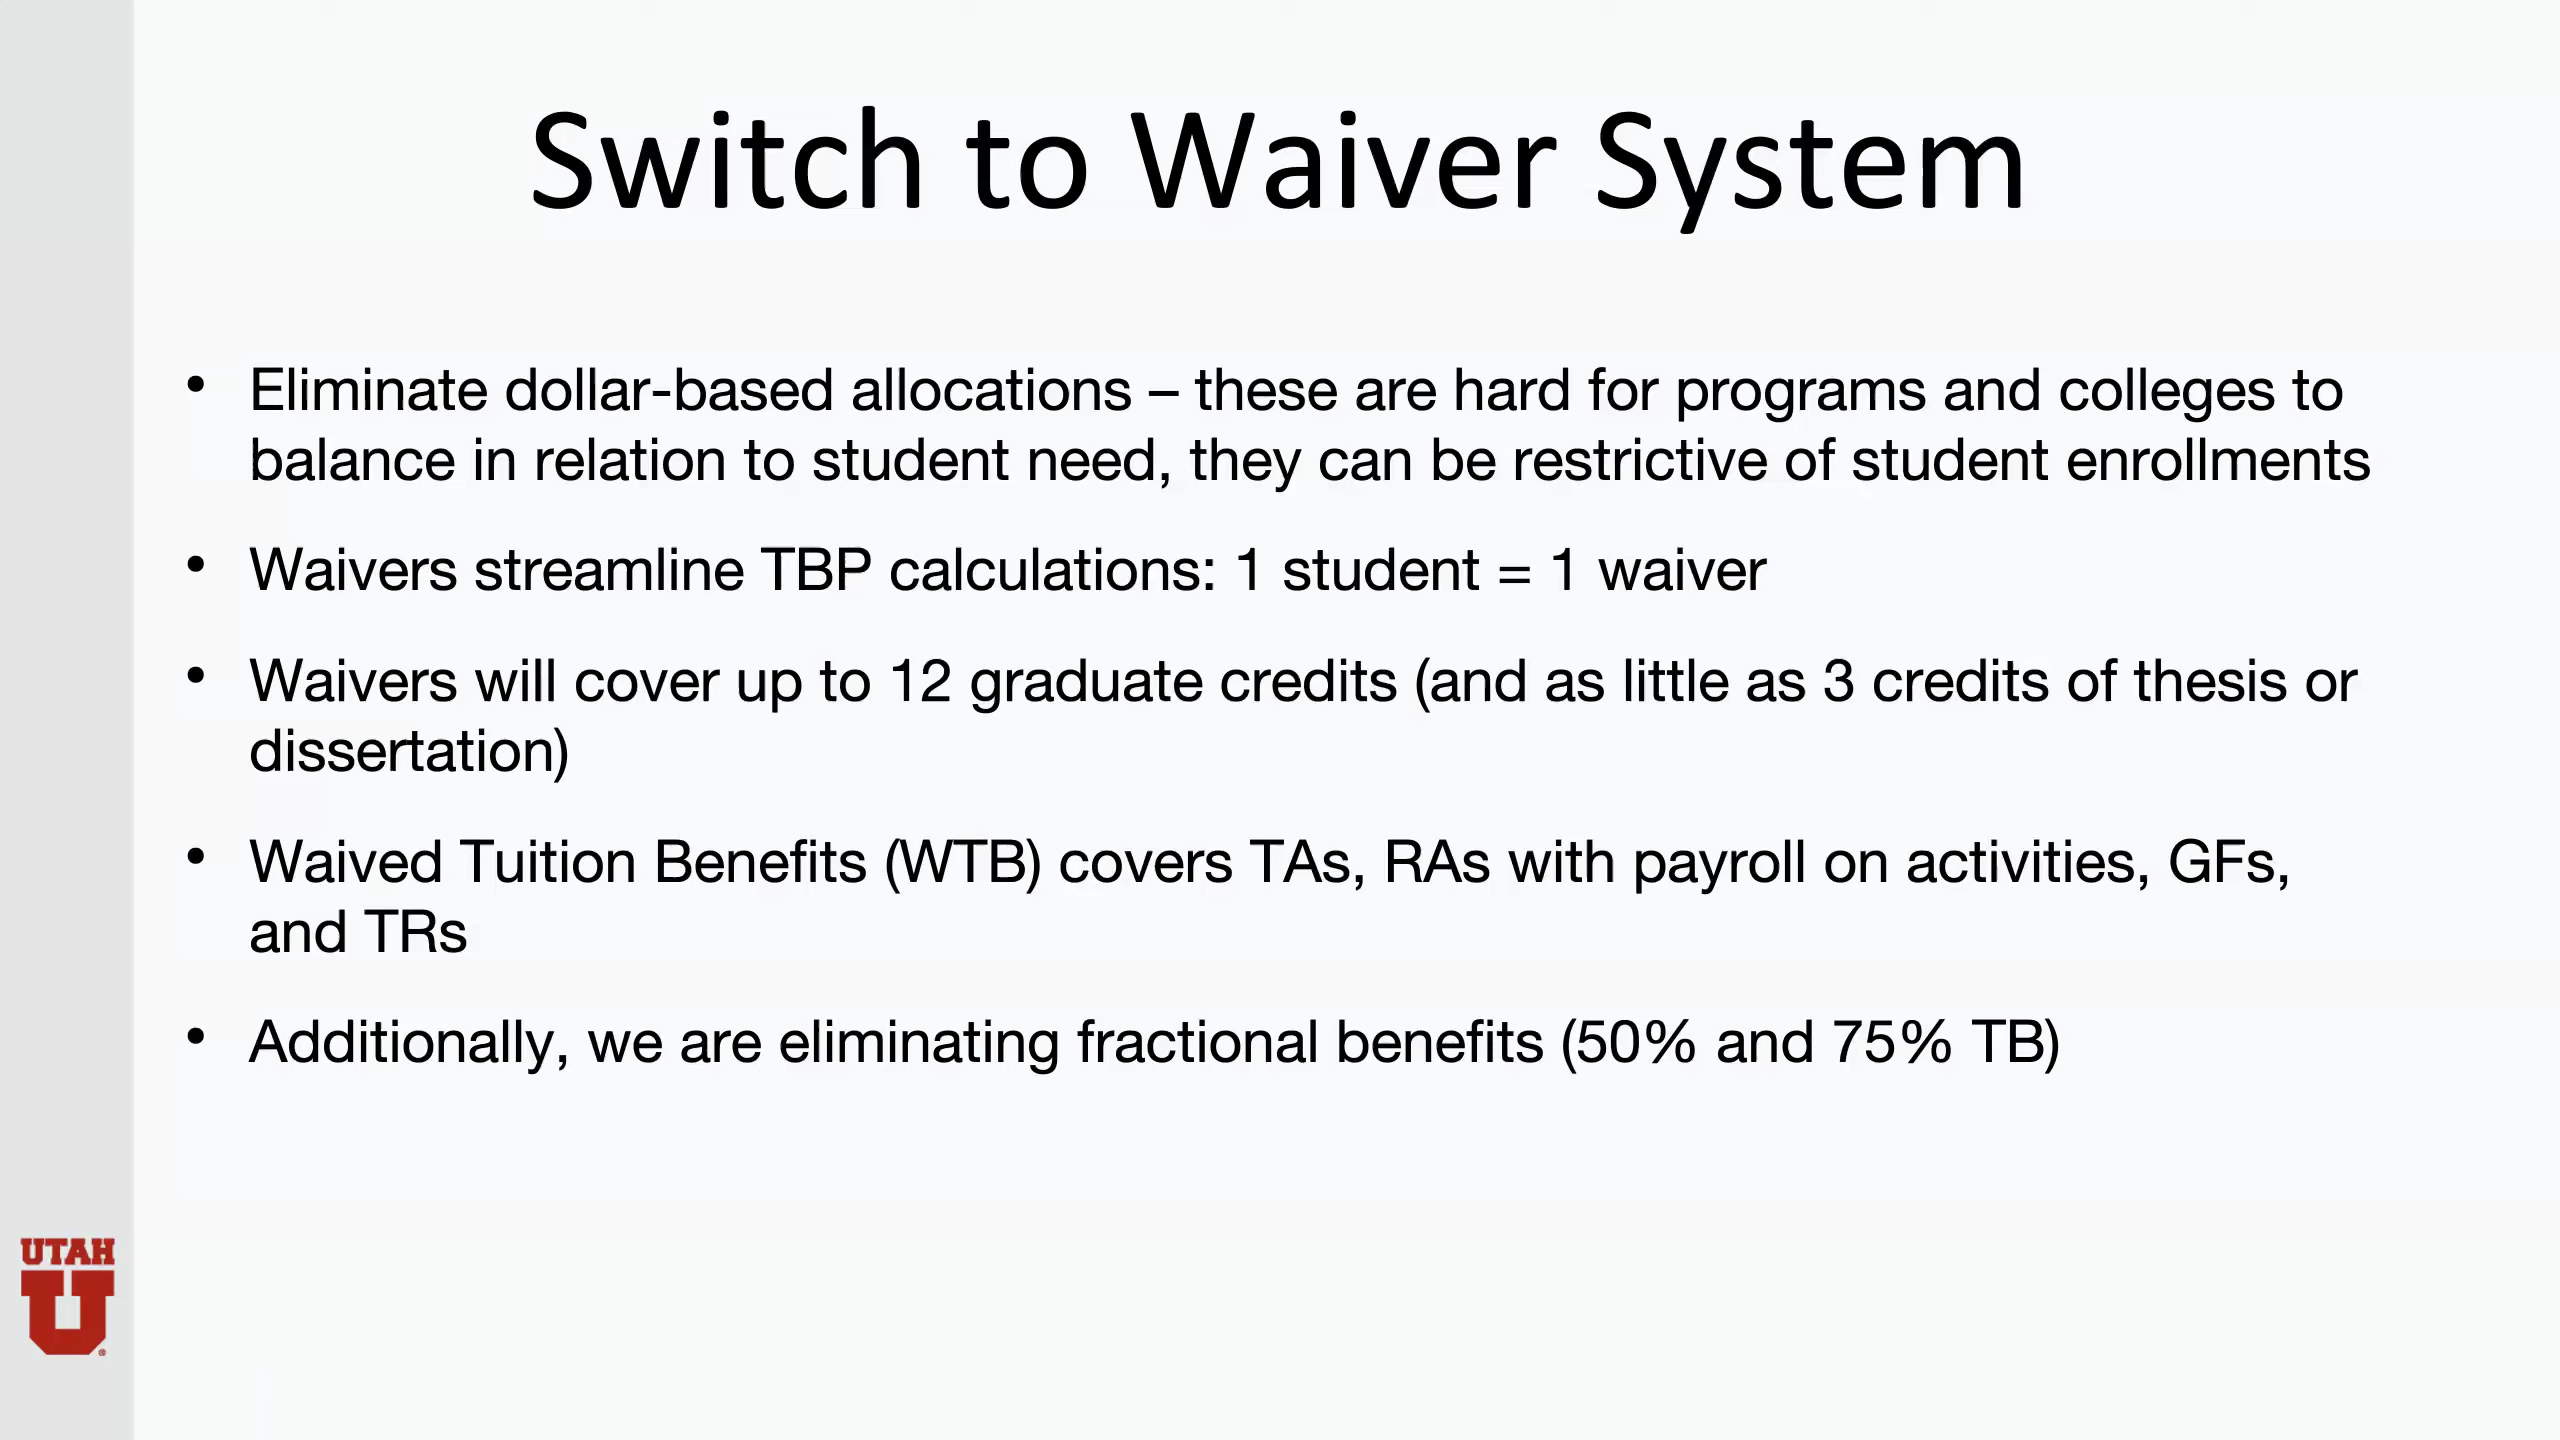 Switch to Waiver System
• Eliminate dollar-based allocations – these are hard for programs and colleges to
balance in relation to student need, they can be restrictive of student enrollments
• Waivers streamline TBP calculations: 1 student = 1 waiver
• Waivers will cover up to 12 graduate credits (and as little as 3 credits of thesis or
dissertation)
• Waived Tuition Benefits (WTB) covers TAs, RAs with payroll on activities, GFs,
and TRs
• Additionally, we are eliminating fractional benefits (50% and 75% TB)
UTAH
U
®